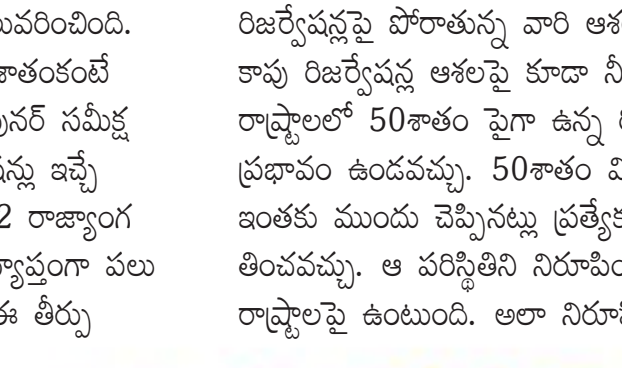 వరించింది.
శాతంకంటే
పునర్ సమీక్ష
షన్లు ఇచ్చే
2 రాజ్యాంగ
వ్యాప్తంగా పలు
ఈ తీర్పు
రిజర్వేషన్లపై పోరాతున్న వారి ఆశ
కాపు రిజర్వేషన్ల ఆశలపై కూడా నీ
రాష్ట్రాలలో 50శాతం పైగా ఉన్న
ప్రభావం ఉండవచ్చు. 50శాతం మి
ఇంతకు ముందు చెప్పినట్లు ప్రత్యేక
తించవచ్చు. ఆ పరిస్థితిని నిరూపిం
రాష్ట్రాలపై ఉంటుంది. అలా నిరూ